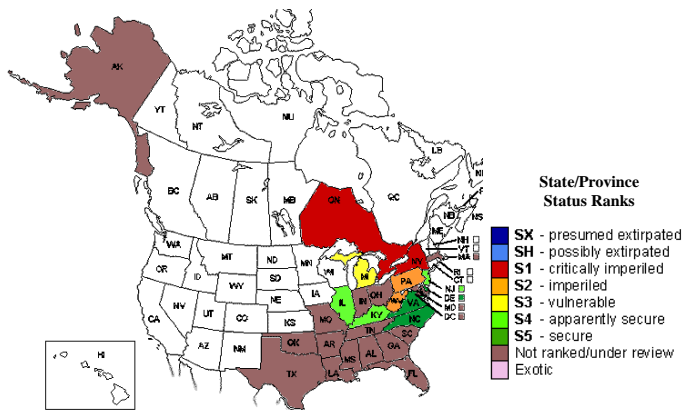 AK
YT
NT
NU
BC
AB
SK
MB
ON
QC
LB
NB
NS
ME
WA
MT
ND
MN
OR
ID
WY
SD
WI
MI
NY
NH
VT
MA
RI
CT
NV
UT
CO
NE
IA
IL
IN
OH
PA
NJ
DE
MD
DC
CA
AZ
NM
KS
MO
KY
WV
VA
OK
AR
TN
NC
SC
TX
LA
MS
AL
GA
FL
HI
State/Province
Status Ranks
SX - presumed extirpated
SH - possibly extirpated
S1 - critically imperiled
S2 - imperiled
S3 - vulnerable
S4 - apparently secure
S5 - secure
Not ranked/under review
Exotic